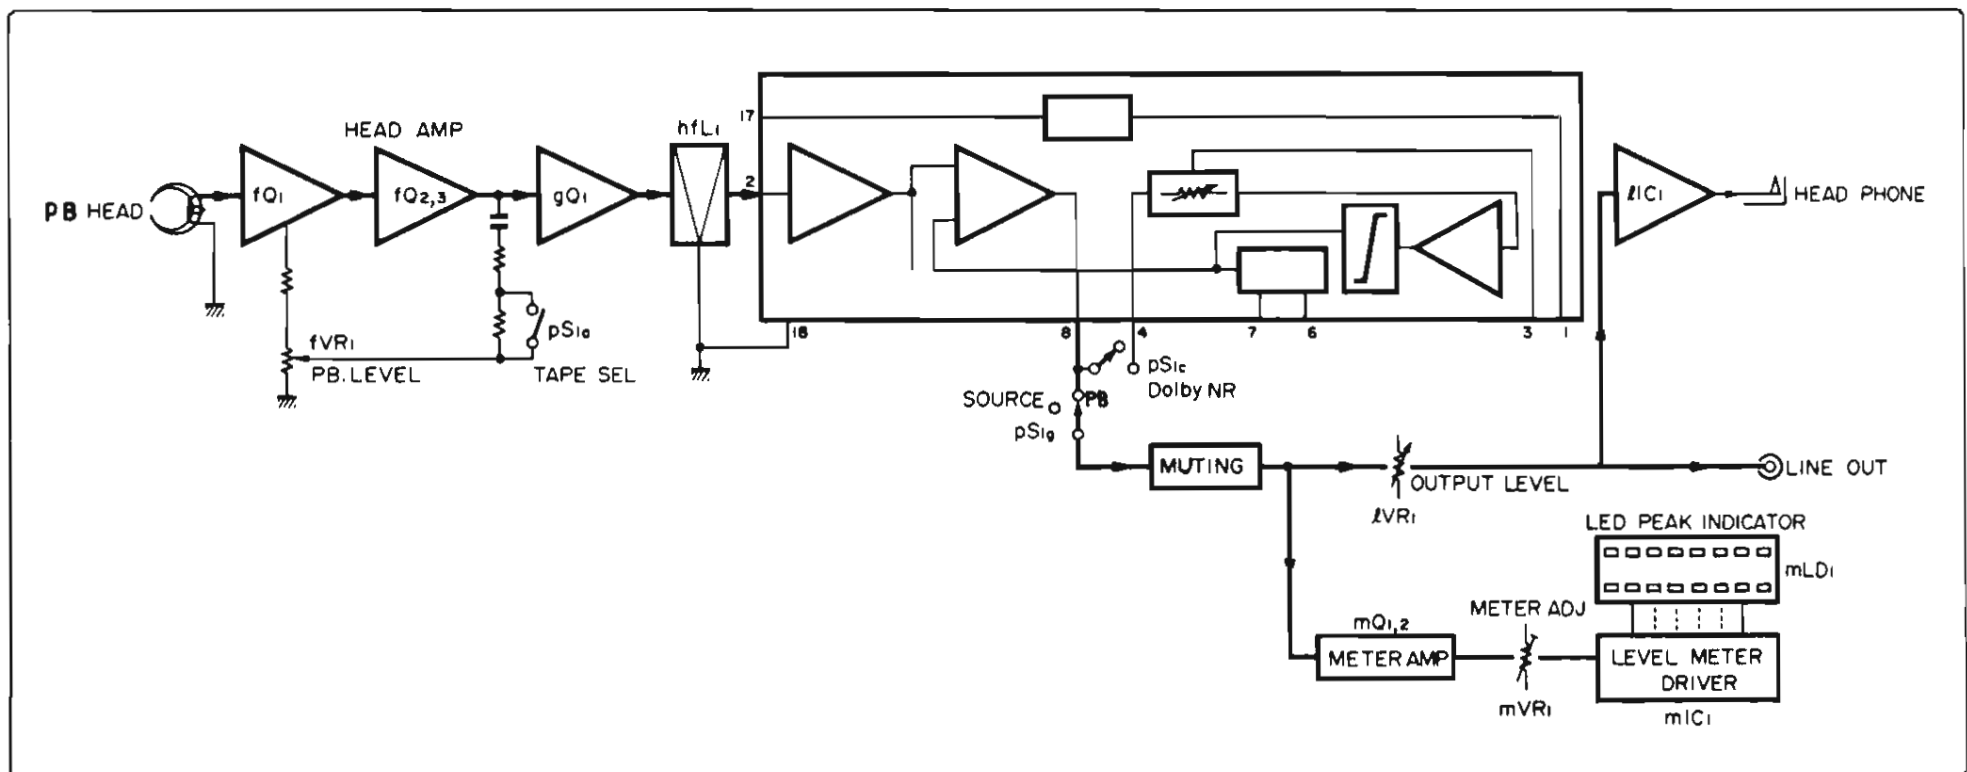 HEAD AMP
hfL1
17
2
PB HEAD
fQ1
fQ2,3
gQ1
ℓIC1
HEAD PHONE
pS1a
fVR1
PB.LEVEL
TAPE SEL
18
8
4
7
6
3
1
pS1c
Dolby NR
SOURCE
PB
pS1g
MUTING
OUTPUT LEVEL
ℓVR1
LINE OUT
LED PEAK INDICATOR
mLD1
METER ADJ
mQ1,2
METER AMP
LEVEL METER
DRIVER
mVR1
mIC1